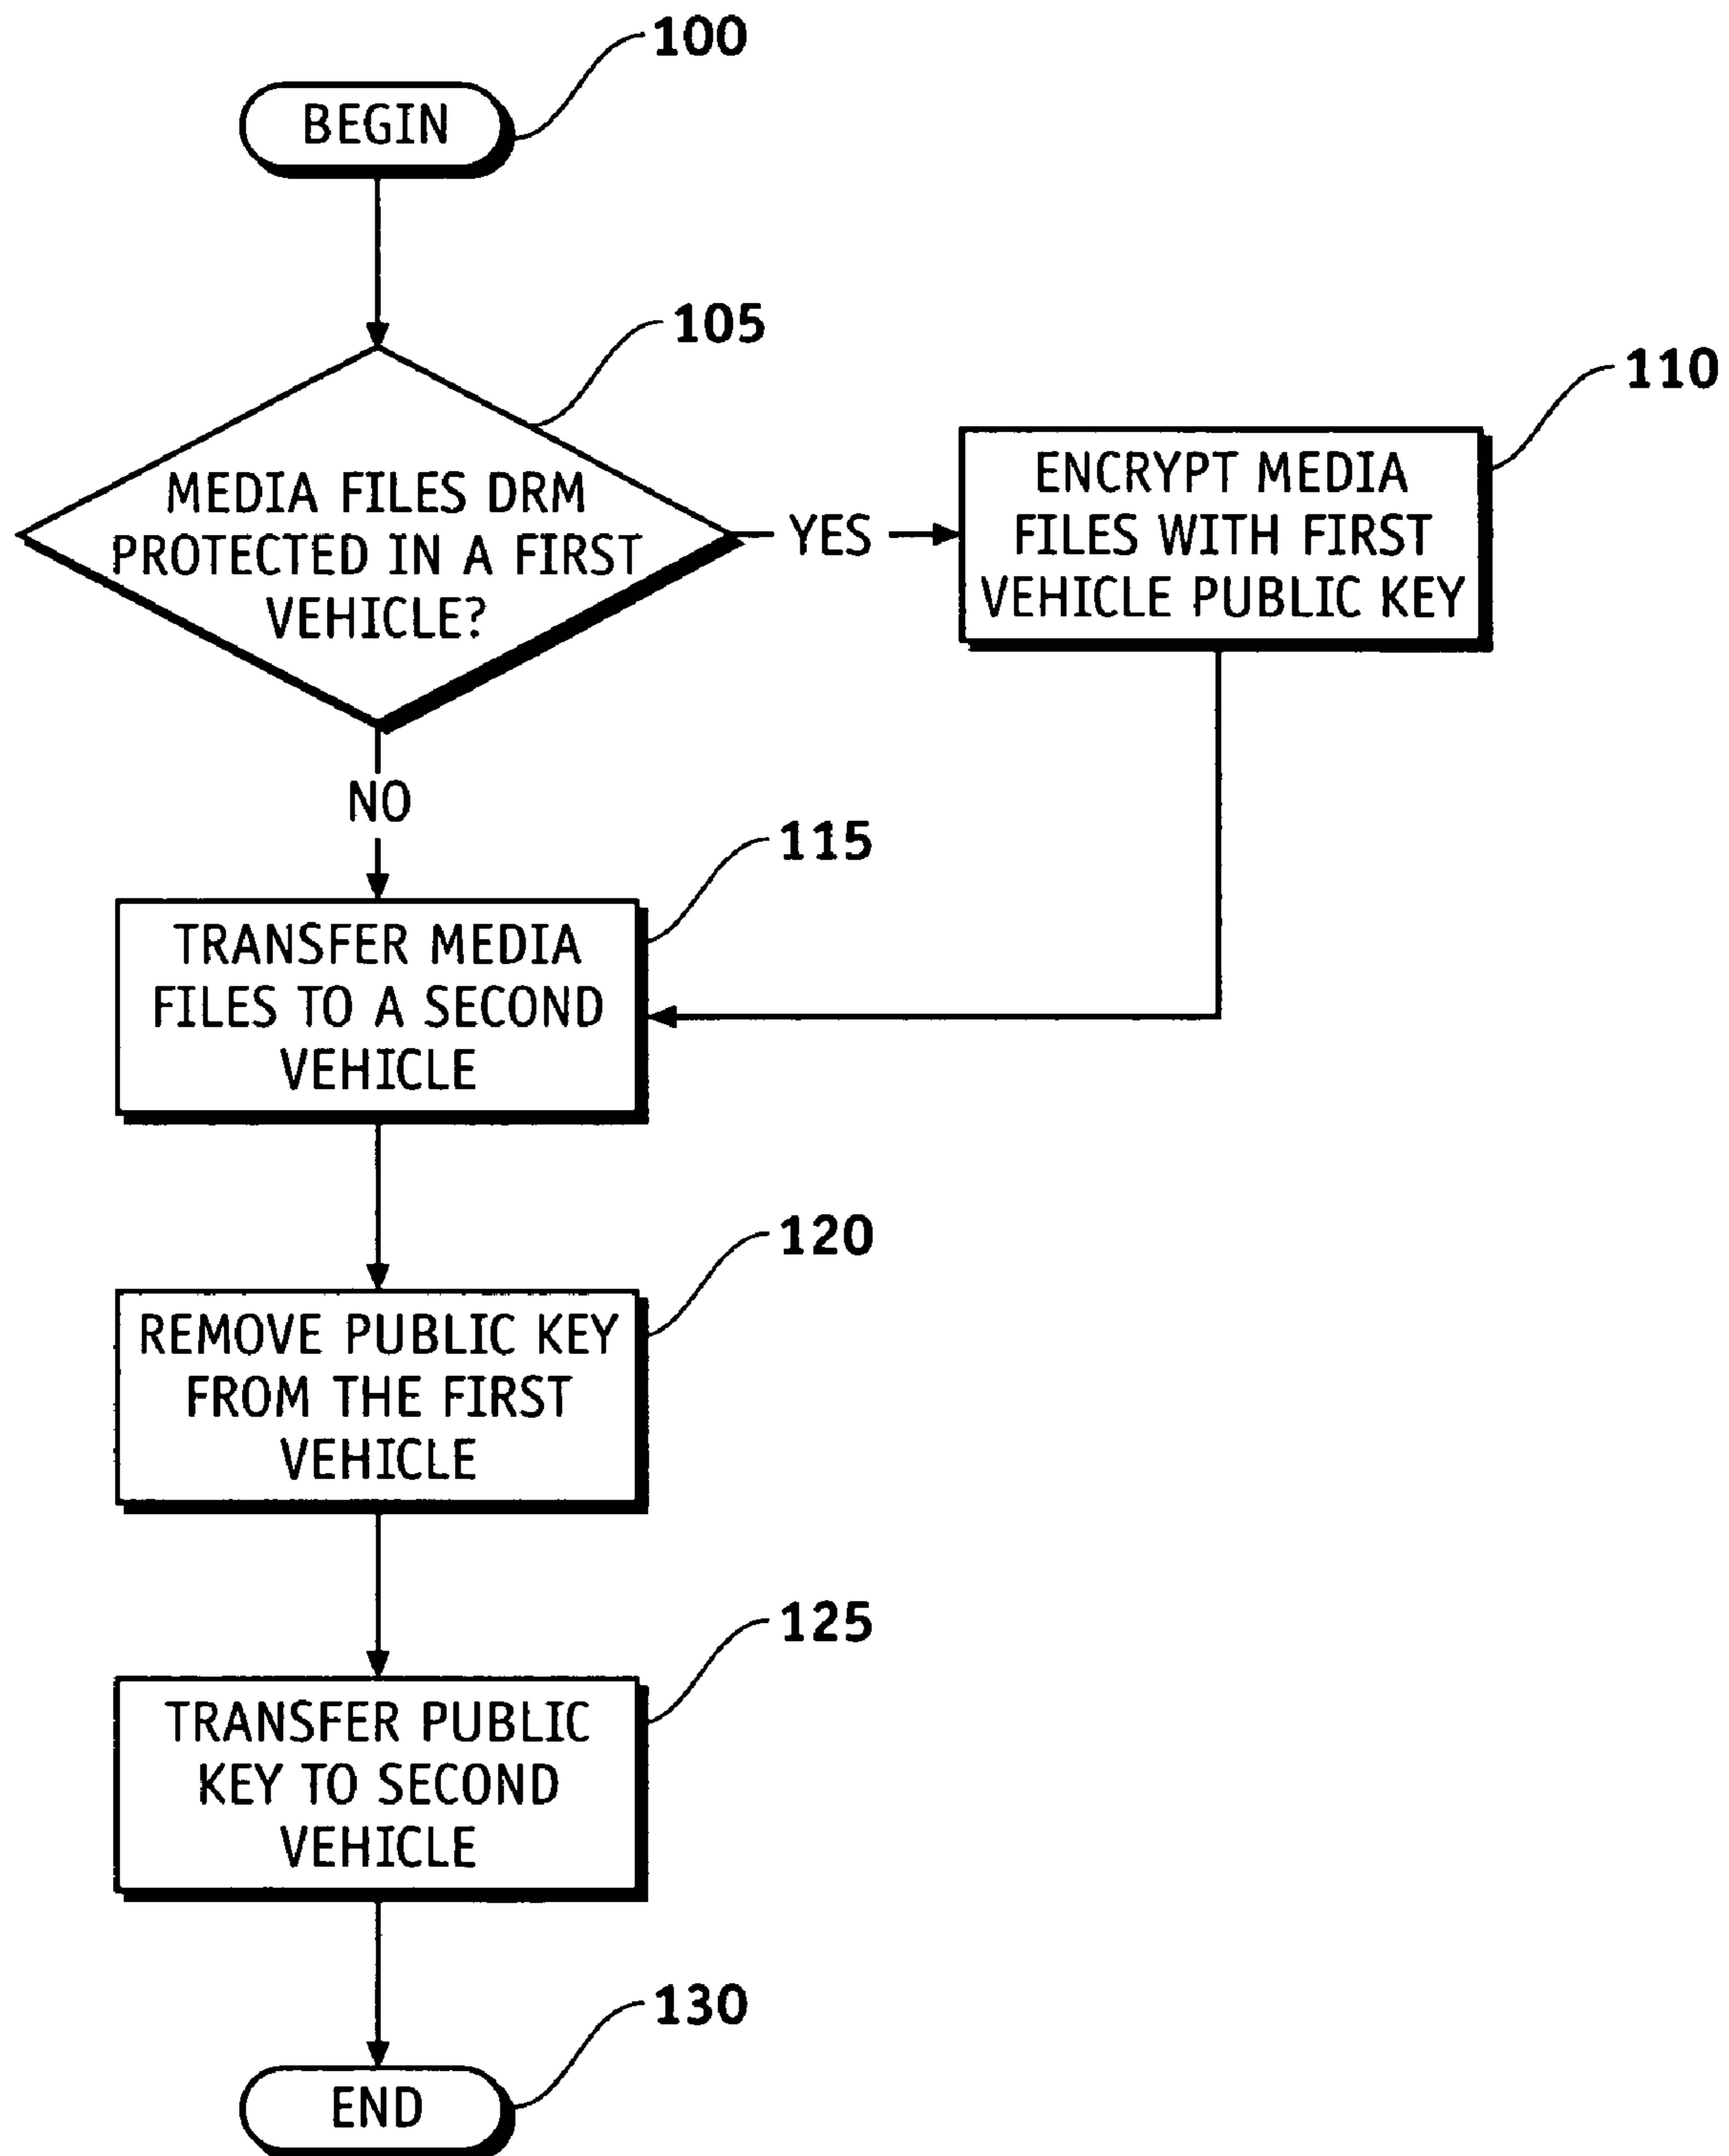 100
BEGIN
105
MEDIA FILES DRM
PROTECTED IN A FIRST
VEHICLE?
YES
110
ENCRYPT MEDIA
FILES WITH FIRST
VEHICLE PUBLIC KEY
NO
115
TRANSFER MEDIA
FILES TO A SECOND
VEHICLE
120
REMOVE PUBLIC KEY
FROM THE FIRST
VEHICLE
125
TRANSFER PUBLIC
KEY TO SECOND
VEHICLE
130
END